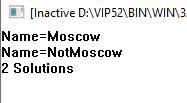 [Inactive D:\VIP52\BIN\WIN\3
Name=Moscow
Name=NotMoscow
2 Solutions